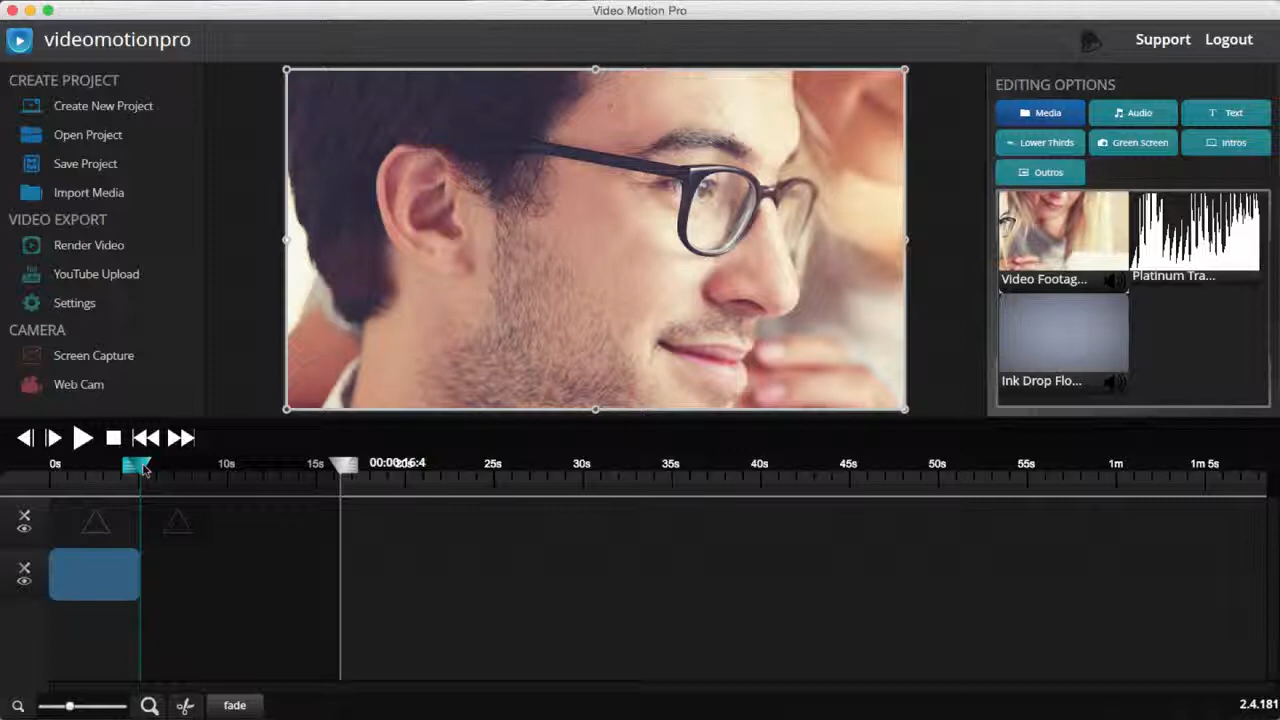 Video Motion Pro
videomotionpro
Support
Logout
CREATE PROJECT
Create New Project
Open Project
Save Project
Import Media
VIDEO EXPORT
Render Video
YouTube Upload
Settings
CAMERA
Screen Capture
Web Cam
EDITING OPTIONS
Media
Audio
Text
Lower Thirds
Green Screen
Intros
Outros
Video Footag...
Platinum Tra...
Ink Drop Flo...
0s
10s
15s
25s
30s
35s
40s
45s
50s
55s
1m
1m 5s
fade
2.4.181